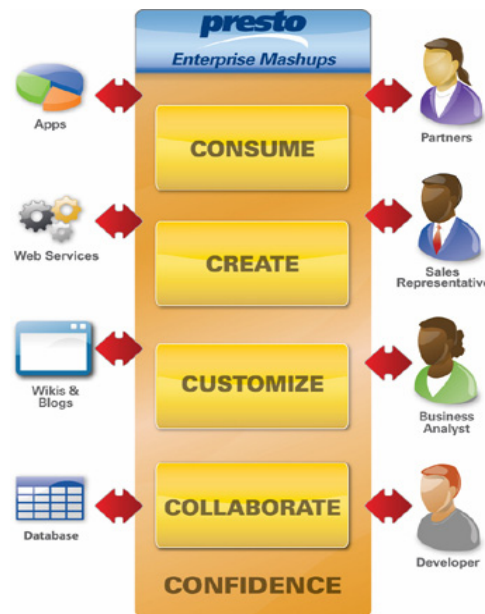 presto
Enterprise Mashups
Apps
CONSUME
Partners
Web Services
CREATE
Sales
Representative
Wikis &
Blogs
CUSTOMIZE
Business
Analyst
Database
COLLABORATE
Developer
CONFIDENCE